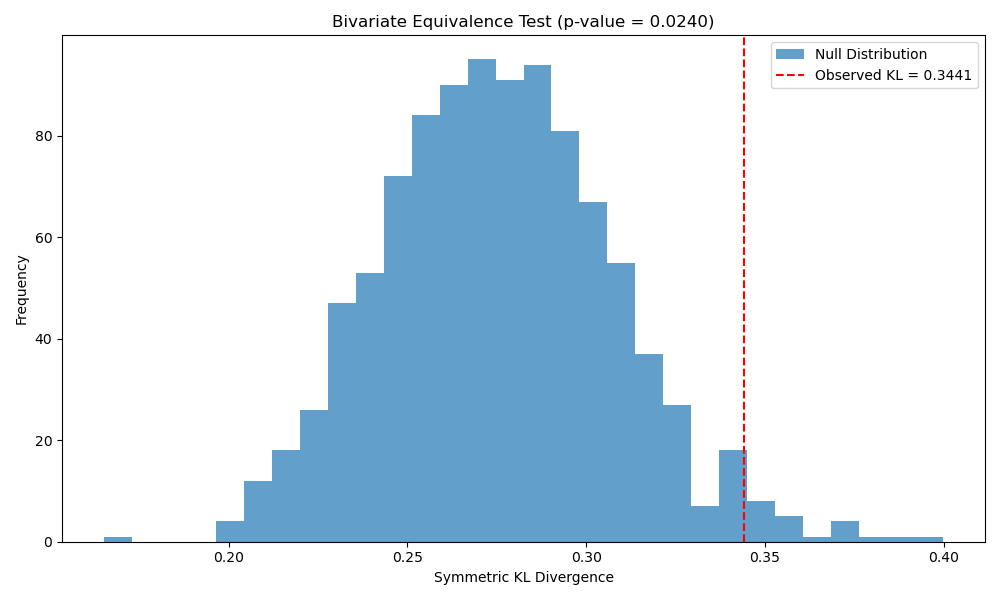 Bivariate Equivalence Test (p-value = 0.0240)
Null Distribution
Observed KL = 0.3441
Frequency
80
60
40
20
0
0.20
0.25
0.30
0.35
0.40
Symmetric KL Divergence